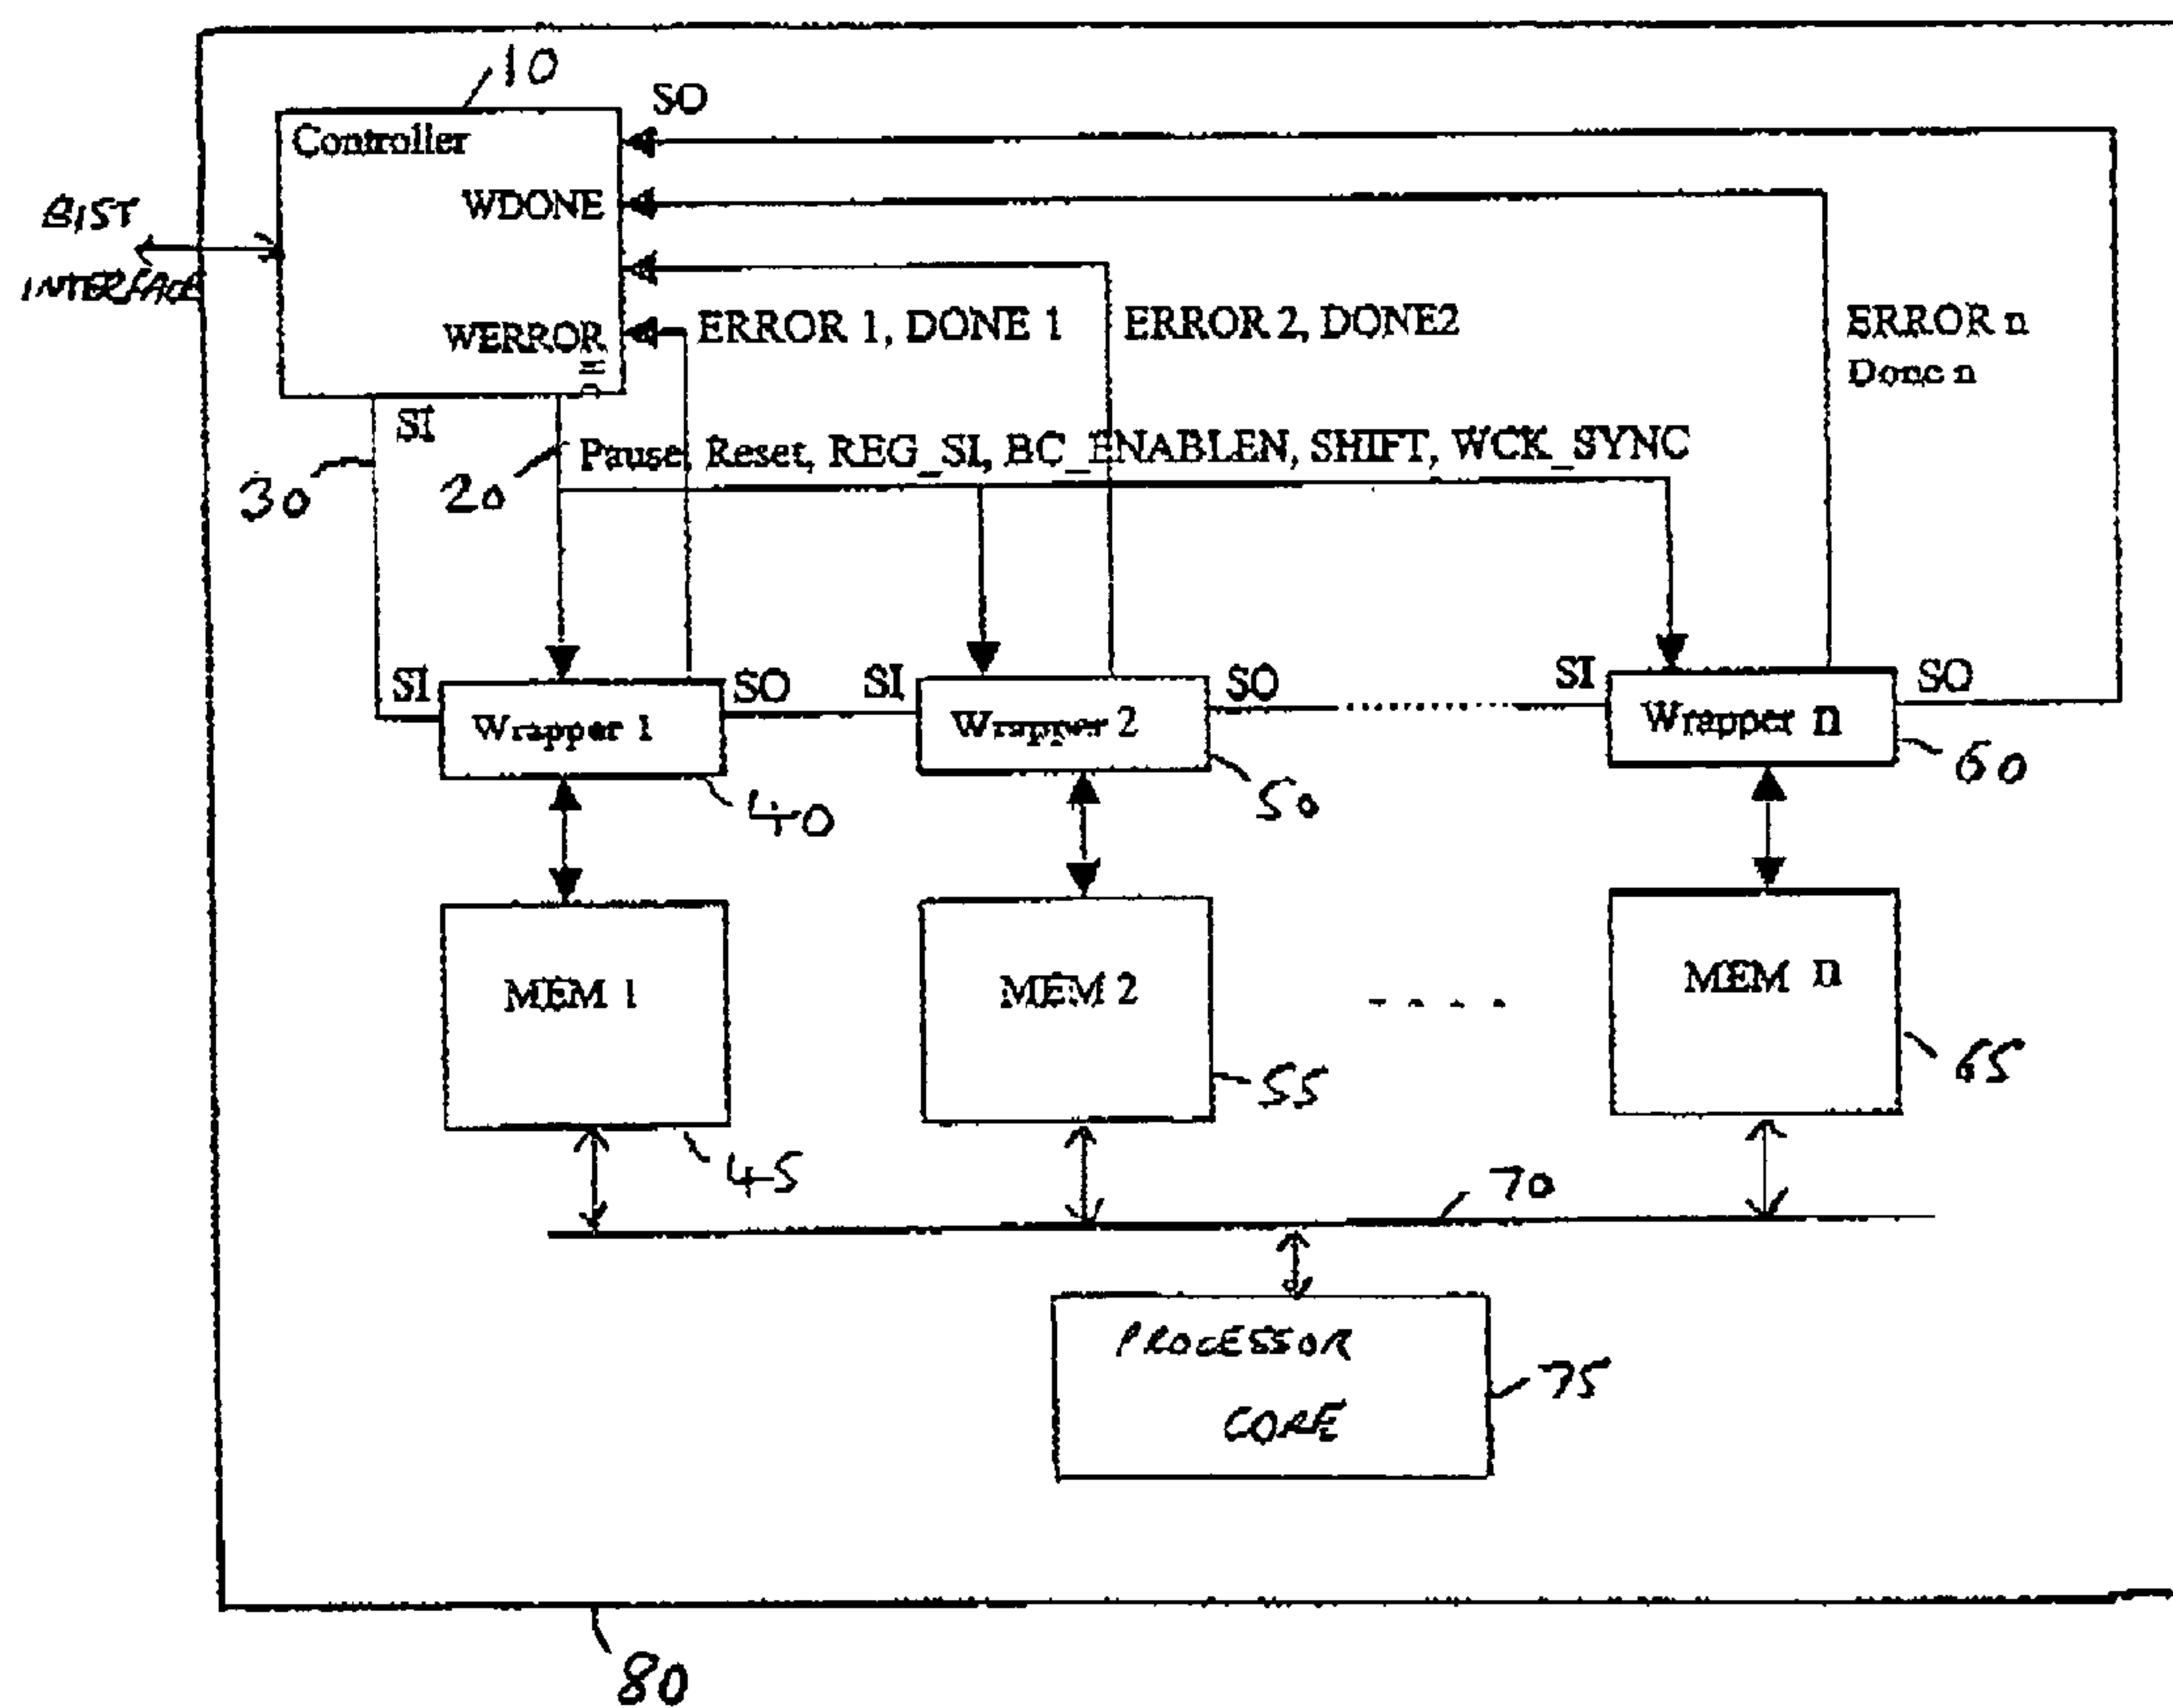 10
SO
Controller
WDONE
BIST
INTERFACE
WERROR
ERROR 1, DONE 1
ERROR 2, DONE2
ERROR n
Done n
SI
30
20
Pause, Reset, REG_SI, BC_ENABLEN, SHIFT, WCK_SYNC
SI
Wrapper 1
SO
40
SI
Wrapper 2
SO
50
SI
Wrapper n
SO
60
MEM 1
45
MEM 2
55
MEM n
65
70
PROCESSOR
CORE
75
80